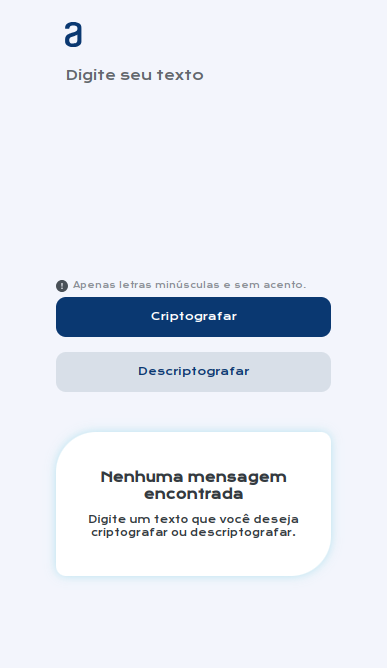 a
Digite seu texto
! Apenas letras minúsculas e sem acento.
Criptografar
Descriptografar
Nenhuma mensagem
encontrada
Digite um texto que você deseja
criptografar ou descriptografar.